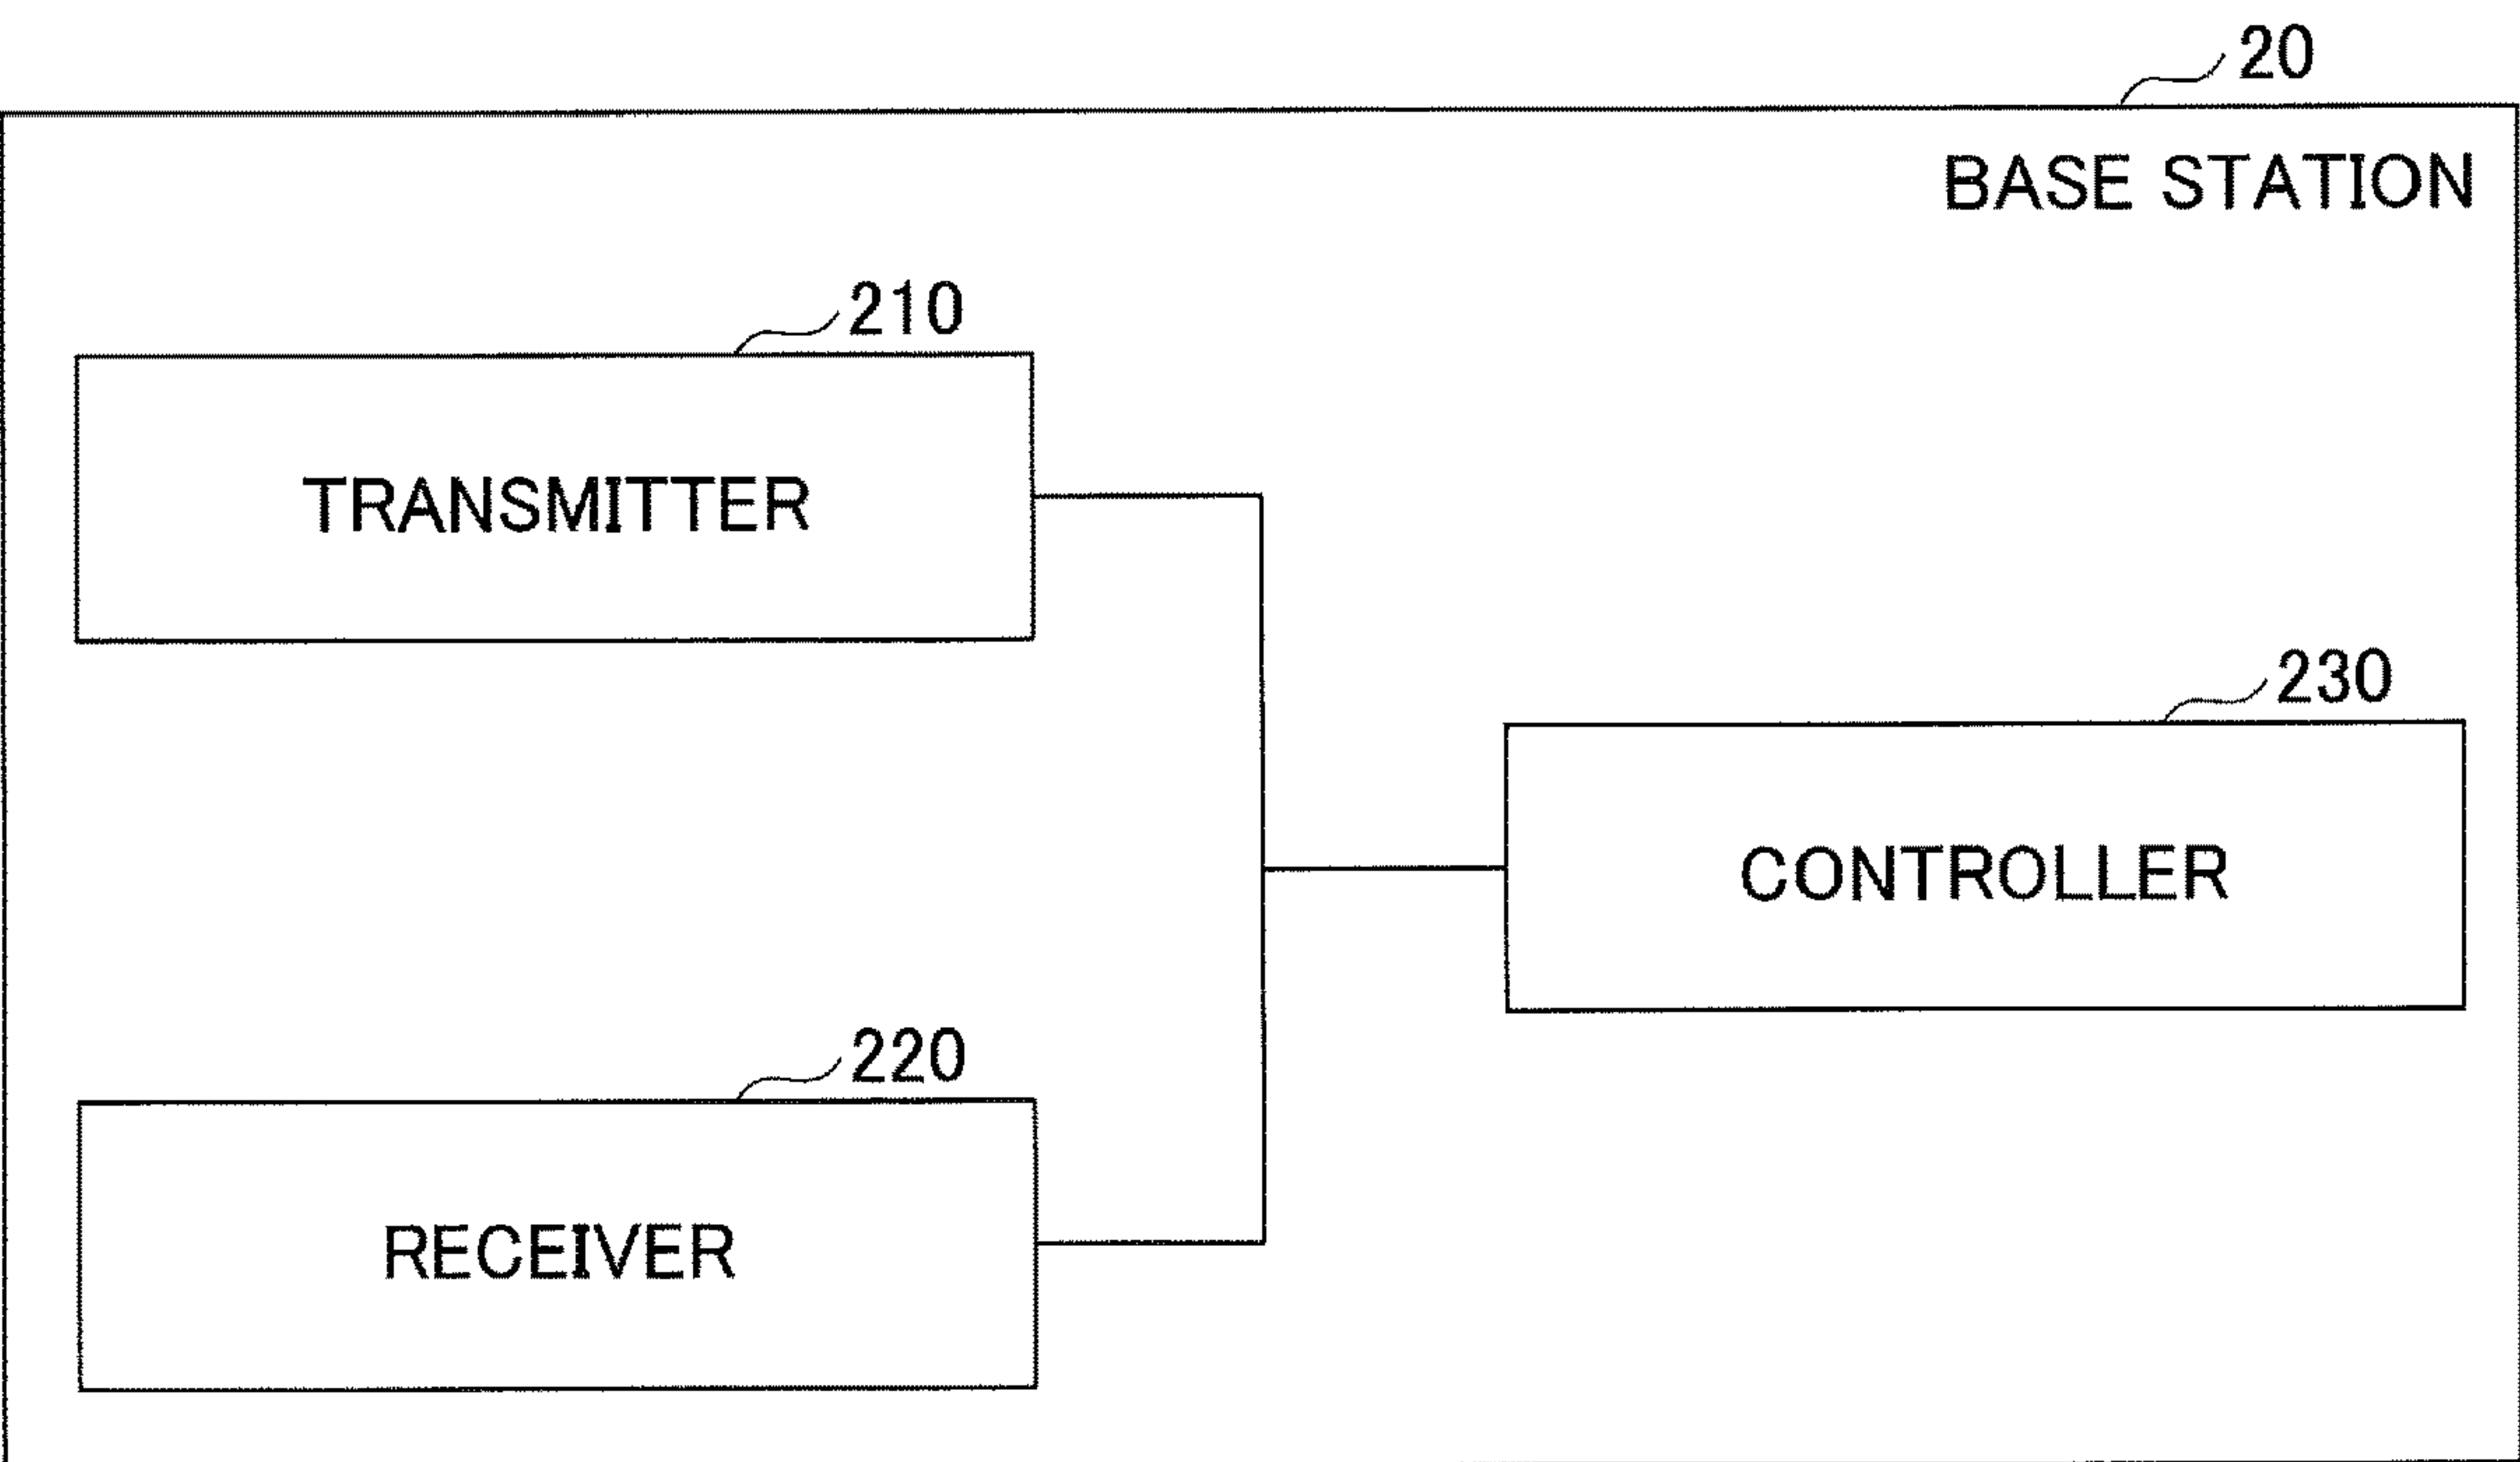 20
BASE STATION
210
TRANSMITTER
230
CONTROLLER
220
RECEIVER